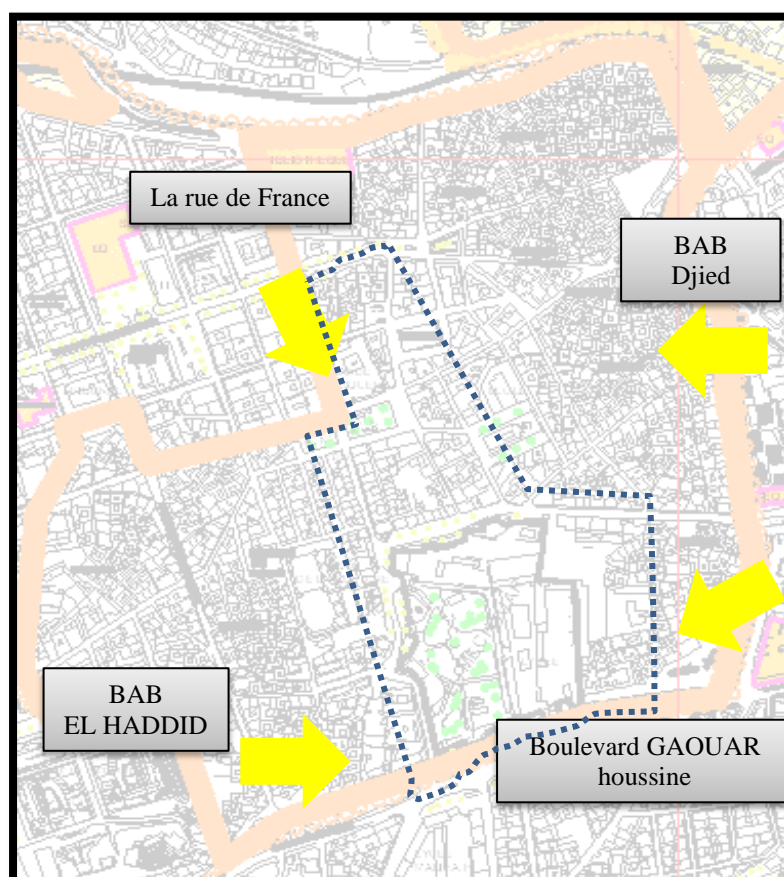 La rue de France
BAB
Djied
BAB
EL HADDID
Boulevard GAOUAR
houssine